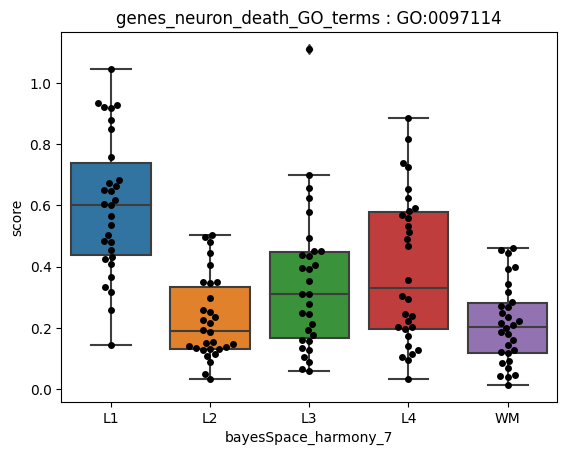 genes_neuron_death_GO_terms : GO:0097114
score
1.0
0.8
0.6
0.4
0.2
0.0
L1 L2 L3 L4 WM
bayesSpace_harmony_7